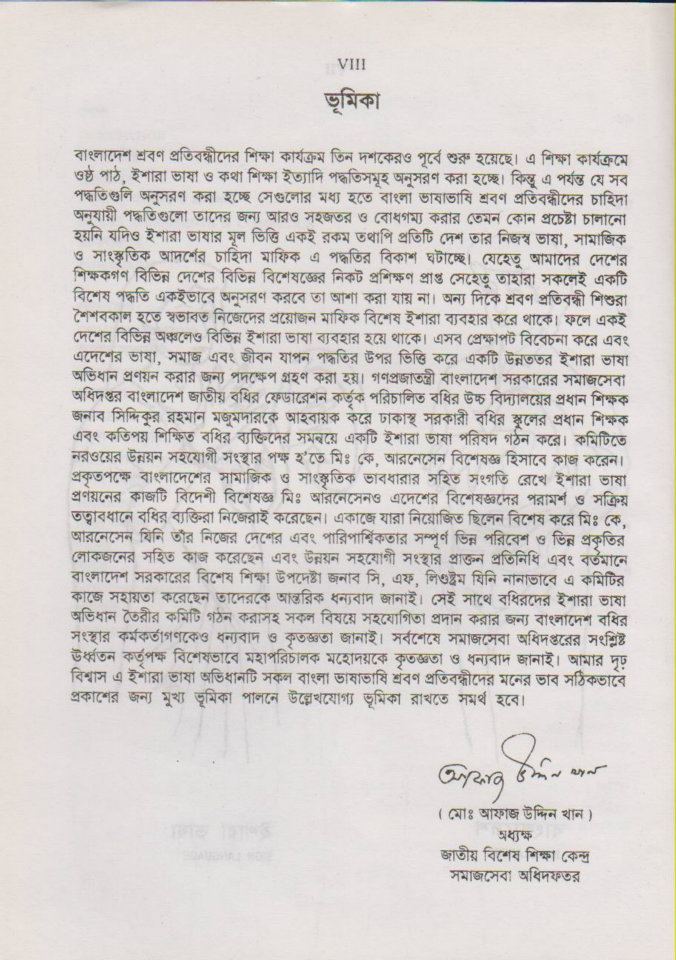 VIII
ভূমিকা
বাংলাদেশ শ্রবণ প্রতিবন্ধীদের শিক্ষা কার্যক্রম তিন দশকেরও পূর্বে শুরু হয়েছে। এ শিক্ষা কার্যক্রমে
ওষ্ঠ পাঠ, ইশারা ভাষা ও কথা শিক্ষা ইত্যাদি পদ্ধতিসমূহ অনুসরণ করা হচ্ছে। কিন্তু এ পর্যন্ত যে সব
পদ্ধতিগুলি অনুসরণ করা হচ্ছে সেগুলোর মধ্য হতে বাংলা ভাষাভাষি শ্রবণ প্রতিবন্ধীদের চাহিদা
অনুযায়ী পদ্ধতিগুলো তাদের জন্য আরও সহজতর ও বোধগম্য করার তেমন কোন প্রচেষ্টা চালানো
হয়নি যদিও ইশারা ভাষার মূল ভিত্তি একই রকম তথাপি প্রতিটি দেশ তার নিজস্ব ভাষা, সামাজিক
ও সাংস্কৃতিক আদর্শের চাহিদা মাফিক এ পদ্ধতির বিকাশ ঘটাচ্ছে। যেহেতু আমাদের দেশের
শিক্ষকগণ বিভিন্ন দেশের বিভিন্ন বিশেষজ্ঞের নিকট প্রশিক্ষণ প্রাপ্ত সেহেতু তাহারা সকলেই একটি
বিশেষ পদ্ধতি একইভাবে অনুসরণ করবে তা আশা করা যায় না। অন্য দিকে শ্রবণ প্রতিবন্ধী শিশুরা
শৈশবকাল হতে স্বভাবত নিজেদের প্রয়োজন মাফিক বিশেষ ইশারা ব্যবহার করে থাকে। ফলে একই
দেশের বিভিন্ন অঞ্চলেও বিভিন্ন ইশারা ভাষা ব্যবহার হয়ে থাকে। এসব প্রেক্ষাপট বিবেচনা করে এবং
এদেশের ভাষা, সমাজ এবং জীবন যাপন পদ্ধতির উপর ভিত্তি করে একটি উন্নততর ইশারা ভাষা
অভিধান প্রণয়ন করার জন্য পদক্ষেপ গ্রহণ করা হয়। গণপ্রজাতন্ত্রী বাংলাদেশ সরকারের সমাজসেবা
অধিদপ্তর বাংলাদেশ জাতীয় বধির ফেডারেশন কর্তৃক পরিচালিত বধির উচ্চ বিদ্যালয়ের প্রধান শিক্ষক
জনাব সিদ্দিকুর রহমান মজুমদারকে আহবায়ক করে ঢাকাস্থ সরকারী বধির স্কুলের প্রধান শিক্ষক
এবং কতিপয় শিক্ষিত বধির ব্যক্তিদের সমন্বয়ে একটি ইশারা ভাষা পরিষদ গঠন করে। কমিটিতে
নরওয়ের উন্নয়ন সহযোগী সংস্থার পক্ষ হ'তে মিঃ কে, আরনেসেন বিশেষজ্ঞ হিসাবে কাজ করেন।
প্রকৃতপক্ষে বাংলাদেশের সামাজিক ও সাংস্কৃতিক ভাবধারার সহিত সংগতি রেখে ইশারা ভাষা
প্রণয়নের কাজটি বিদেশী বিশেষজ্ঞ মিঃ আরনেসেনও এদেশের বিশেষজ্ঞদের পরামর্শ ও সক্রিয়
তত্বাবধানে বধির ব্যক্তিরা নিজেরাই করেছেন। একাজে যারা নিয়োজিত ছিলেন বিশেষ করে মিঃ কে,
আরনেসেন যিনি তাঁর নিজের দেশের এবং পারিপার্শ্বিকতার সম্পূর্ণ ভিন্ন পরিবেশ ও ভিন্ন প্রকৃতির
লোকজনের সহিত কাজ করেছেন এবং উন্নয়ন সহযোগী সংস্থার প্রাক্তন প্রতিনিধি এবং বর্তমানে
বাংলাদেশ সরকারের বিশেষ শিক্ষা উপদেষ্টা জনাব সি, এফ, লিণ্ডষ্ট্রম যিনি নানাভাবে এ কমিটির
কাজে সহায়তা করেছেন তাদেরকে আন্তরিক ধন্যবাদ জানাই। সেই সাথে বধিরদের ইশারা ভাষা
অভিধান তৈরীর কমিটি গঠন করাসহ সকল বিষয়ে সহযোগিতা প্রদান করার জন্য বাংলাদেশ বধির
সংস্থার কর্মকর্তাগণকেও ধন্যবাদ ও কৃতজ্ঞতা জানাই। সর্বশেষে সমাজসেবা অধিদপ্তরের সংশ্লিষ্ট
উর্ধ্বতন কর্তৃপক্ষ বিশেষভাবে মহাপরিচালক মহোদয়কে কৃতজ্ঞতা ও ধন্যবাদ জানাই। আমার দৃঢ়
বিশ্বাস এ ইশারা ভাষা অভিধানটি সকল বাংলা ভাষাভাষি শ্রবণ প্রতিবন্ধীদের মনের ভাব সঠিকভাবে
প্রকাশের জন্য মুখ্য ভূমিকা পালনে উল্লেখযোগ্য ভূমিকা রাখতে সমর্থ হবে।
আফাজ উদ্দিন খান
( মোঃ আফাজ উদ্দিন খান )
অধ্যক্ষ
জাতীয় বিশেষ শিক্ষা কেন্দ্র
সমাজসেবা অধিদফতর